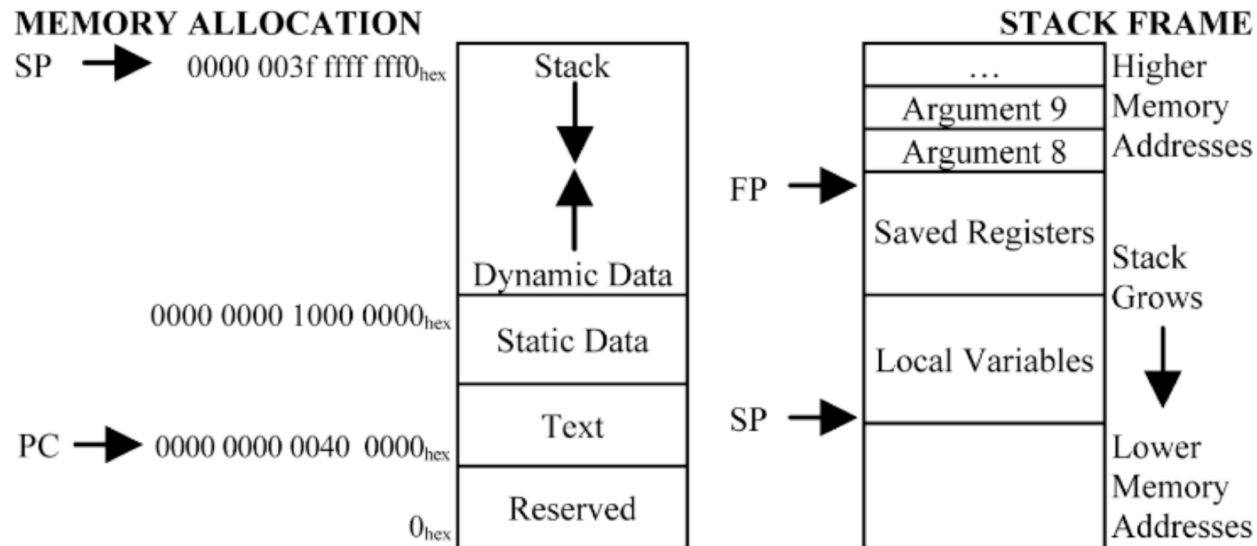 MEMORY ALLOCATION
SP
0000 003f ffff fff0hex
Stack
Dynamic Data
0000 0000 1000 0000hex
Static Data
Text
PC
0000 0000 0040 0000hex
Reserved
0hex
STACK FRAME
...
Higher
Argument 9
Memory
Argument 8
Addresses
FP
Saved Registers
Stack
Grows
Local Variables
SP
Lower
Memory
Addresses